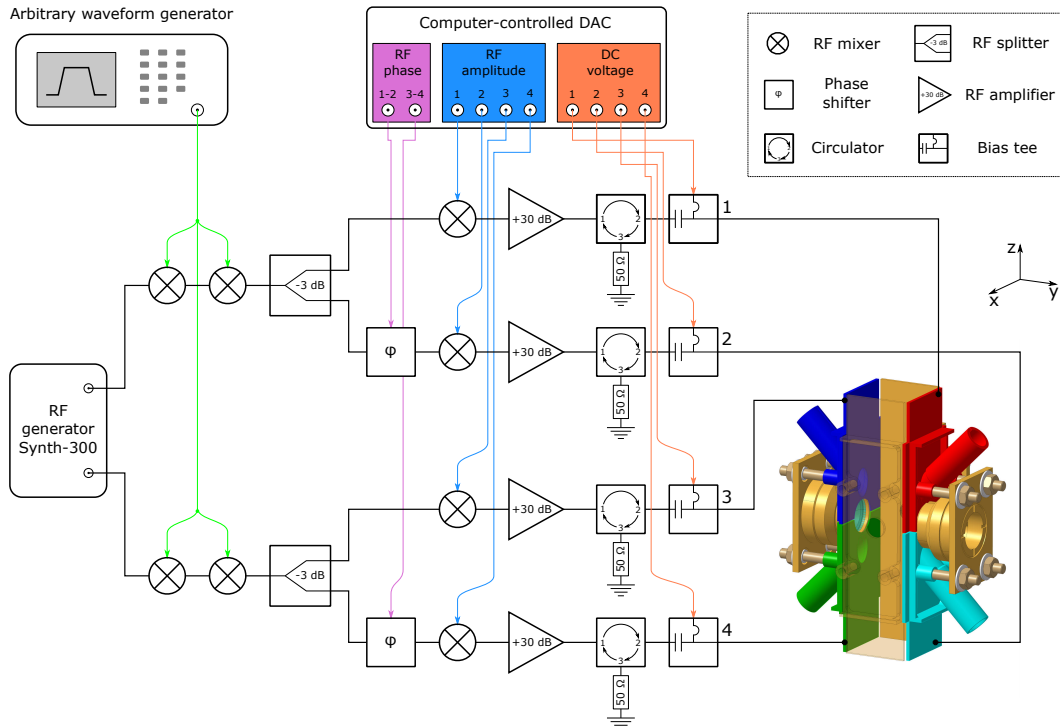 Arbitrary waveform generator
Computer-controlled DAC
RF phase
1-2 3-4
RF amplitude
1 2 3 4
DC voltage
1 2 3 4
RF mixer
-3 dB
RF splitter
φ
Phase shifter
+30 dB
RF amplifier
Circulator
Bias tee
+30 dB
1 2
3
50 Ω
1
z
x
y
-3 dB
φ
+30 dB
1 2
3
50 Ω
2
RF
generator
Synth-300
+30 dB
1 2
3
50 Ω
3
-3 dB
φ
+30 dB
1 2
3
50 Ω
4